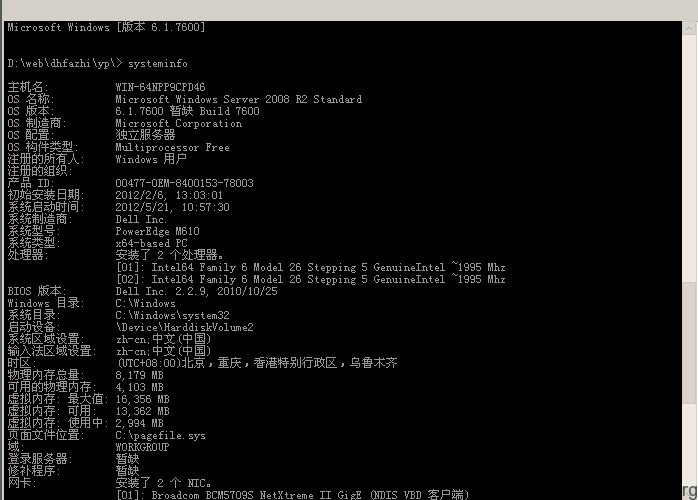 Microsoft Windows [版本 6.1.7600]
D:\web\dhfazhi\yp\> systeminfo
主机名: WIN-64NPP9CPD46
OS 名称: Microsoft Windows Server 2008 R2 Standard
OS 版本: 6.1.7600 暂缺 Build 7600
OS 制造商: Microsoft Corporation
OS 配置: 独立服务器
OS 构件类型: Multiprocessor Free
注册的所有人: Windows 用户
注册的组织:
产品 ID: 00477-OEM-8400153-78003
初始安装日期: 2012/2/6, 13:03:01
系统启动时间: 2012/5/21, 10:57:30
系统制造商: Dell Inc.
系统型号: PowerEdge M610
系统类型: x64-based PC
处理器: 安装了 2 个处理器。
[01]: Intel64 Family 6 Model 26 Stepping 5 GenuineIntel ~1995 Mhz
[02]: Intel64 Family 6 Model 26 Stepping 5 GenuineIntel ~1995 Mhz
BIOS 版本: Dell Inc. 2.2.9, 2010/10/25
Windows 目录: C:\Windows
系统目录: C:\Windows\system32
启动设备: \Device\HarddiskVolume2
系统区域设置: zh-cn;中文(中国)
输入法区域设置: zh-cn;中文(中国)
时区: (UTC+08:00)北京，重庆，香港特别行政区，乌鲁木齐
物理内存总量: 8,179 MB
可用的物理内存: 4,103 MB
虚拟内存: 最大值: 16,356 MB
虚拟内存: 可用: 13,362 MB
虚拟内存: 使用中: 2,994 MB
页面文件位置: C:\pagefile.sys
域: WORKGROUP
登录服务器: 暂缺
修补程序: 暂缺
网卡: 安装了 2 个 NIC。
[01]: Broadcom BCM5709S NetXtreme II GigE (NDIS VBD 客户端)
rg